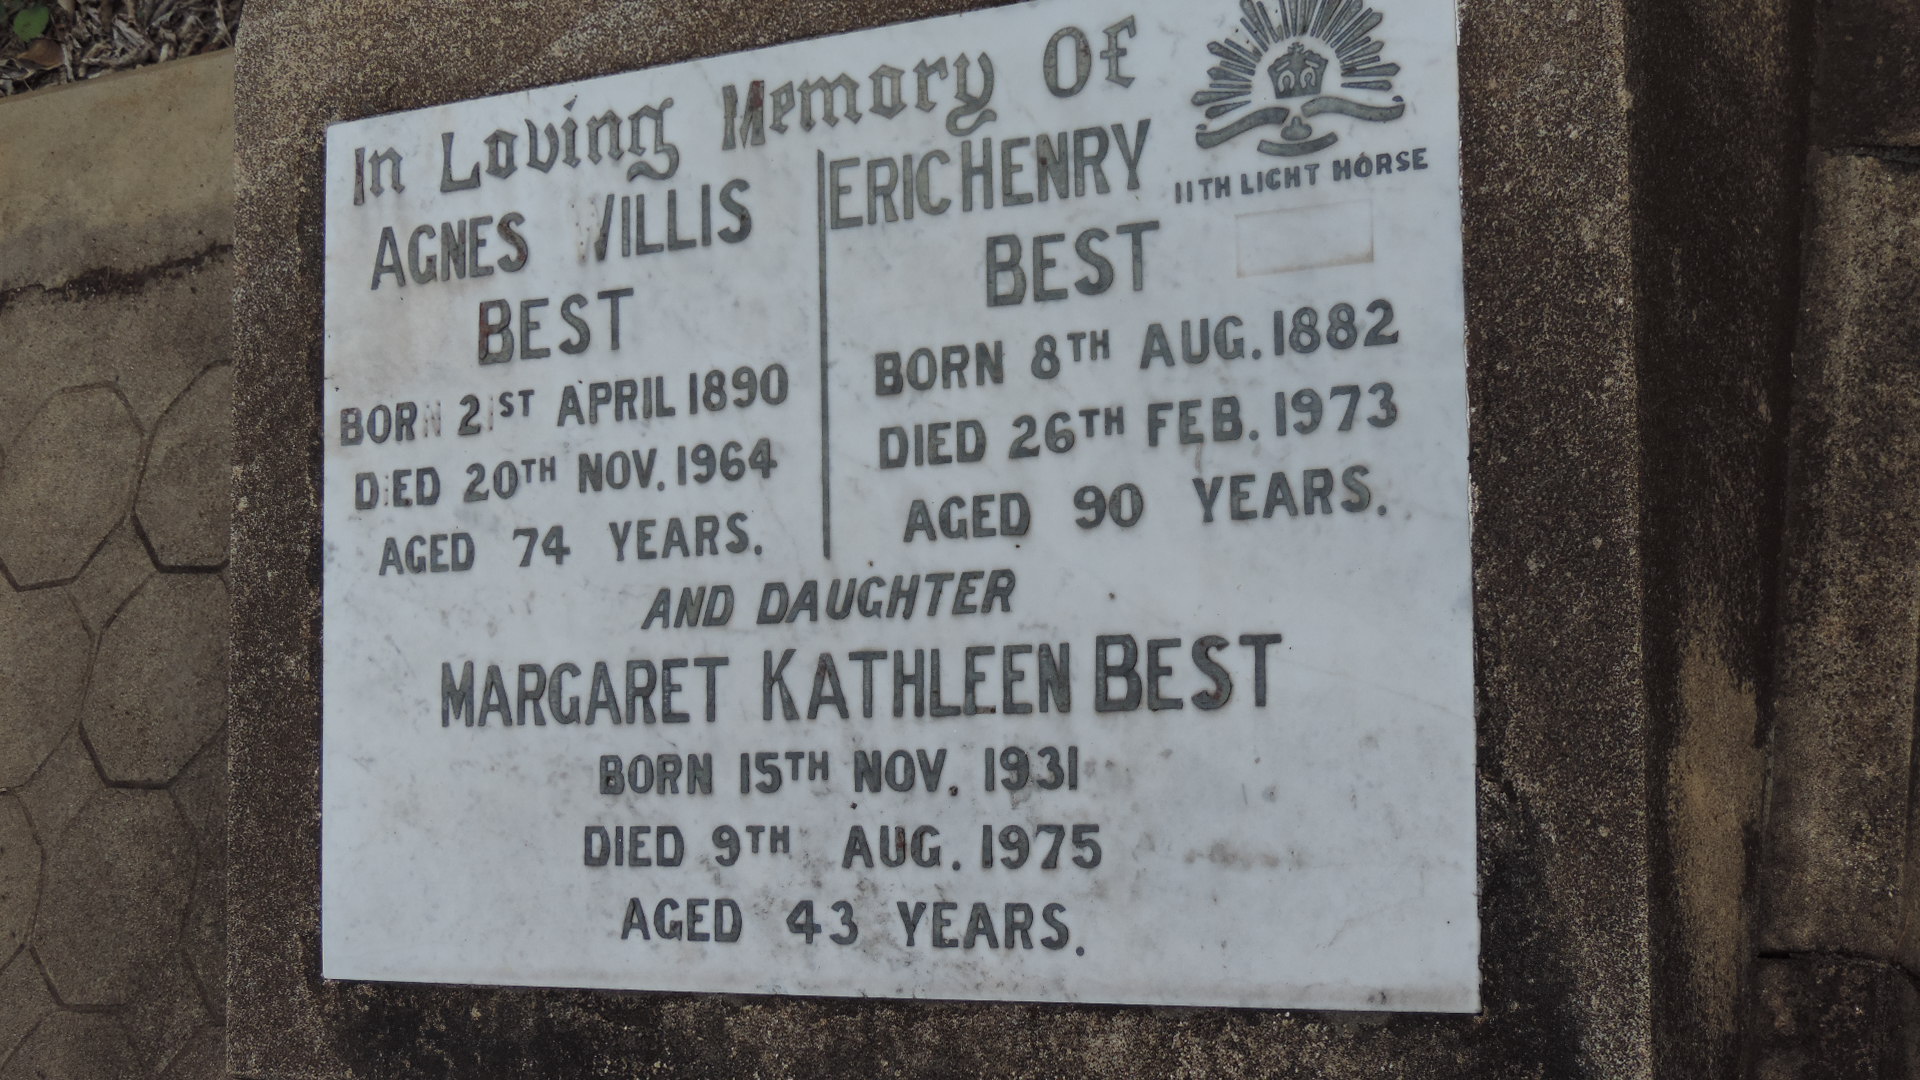 In Loving Memory Of
AGNES WILLIS
BEST
BORN 21ST APRIL 1890
DIED 20TH NOV. 1964
AGED 74 YEARS.
ERIC HENRY
BEST
BORN 8TH AUG. 1882
DIED 26TH FEB. 1973
AGED 90 YEARS.
11TH LIGHT HORSE
AND DAUGHTER
MARGARET KATHLEEN BEST
BORN 15TH NOV. 1931
DIED 9TH AUG. 1975
AGED 43 YEARS.